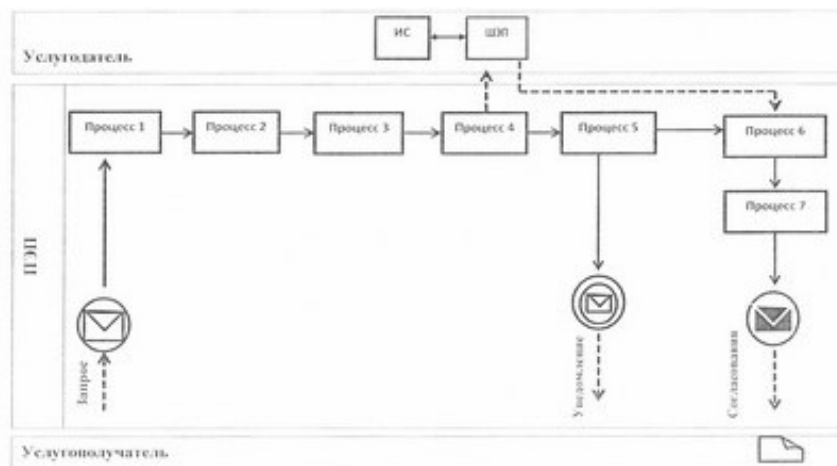 ИС
ШЭП
Услугодатель
Процесс 1
Процесс 2
Процесс 3
Процесс 4
Процесс 5
Процесс 6
Процесс 7
ПЭП
Запрос
Уведомление
Согласовании
Услугополучатель